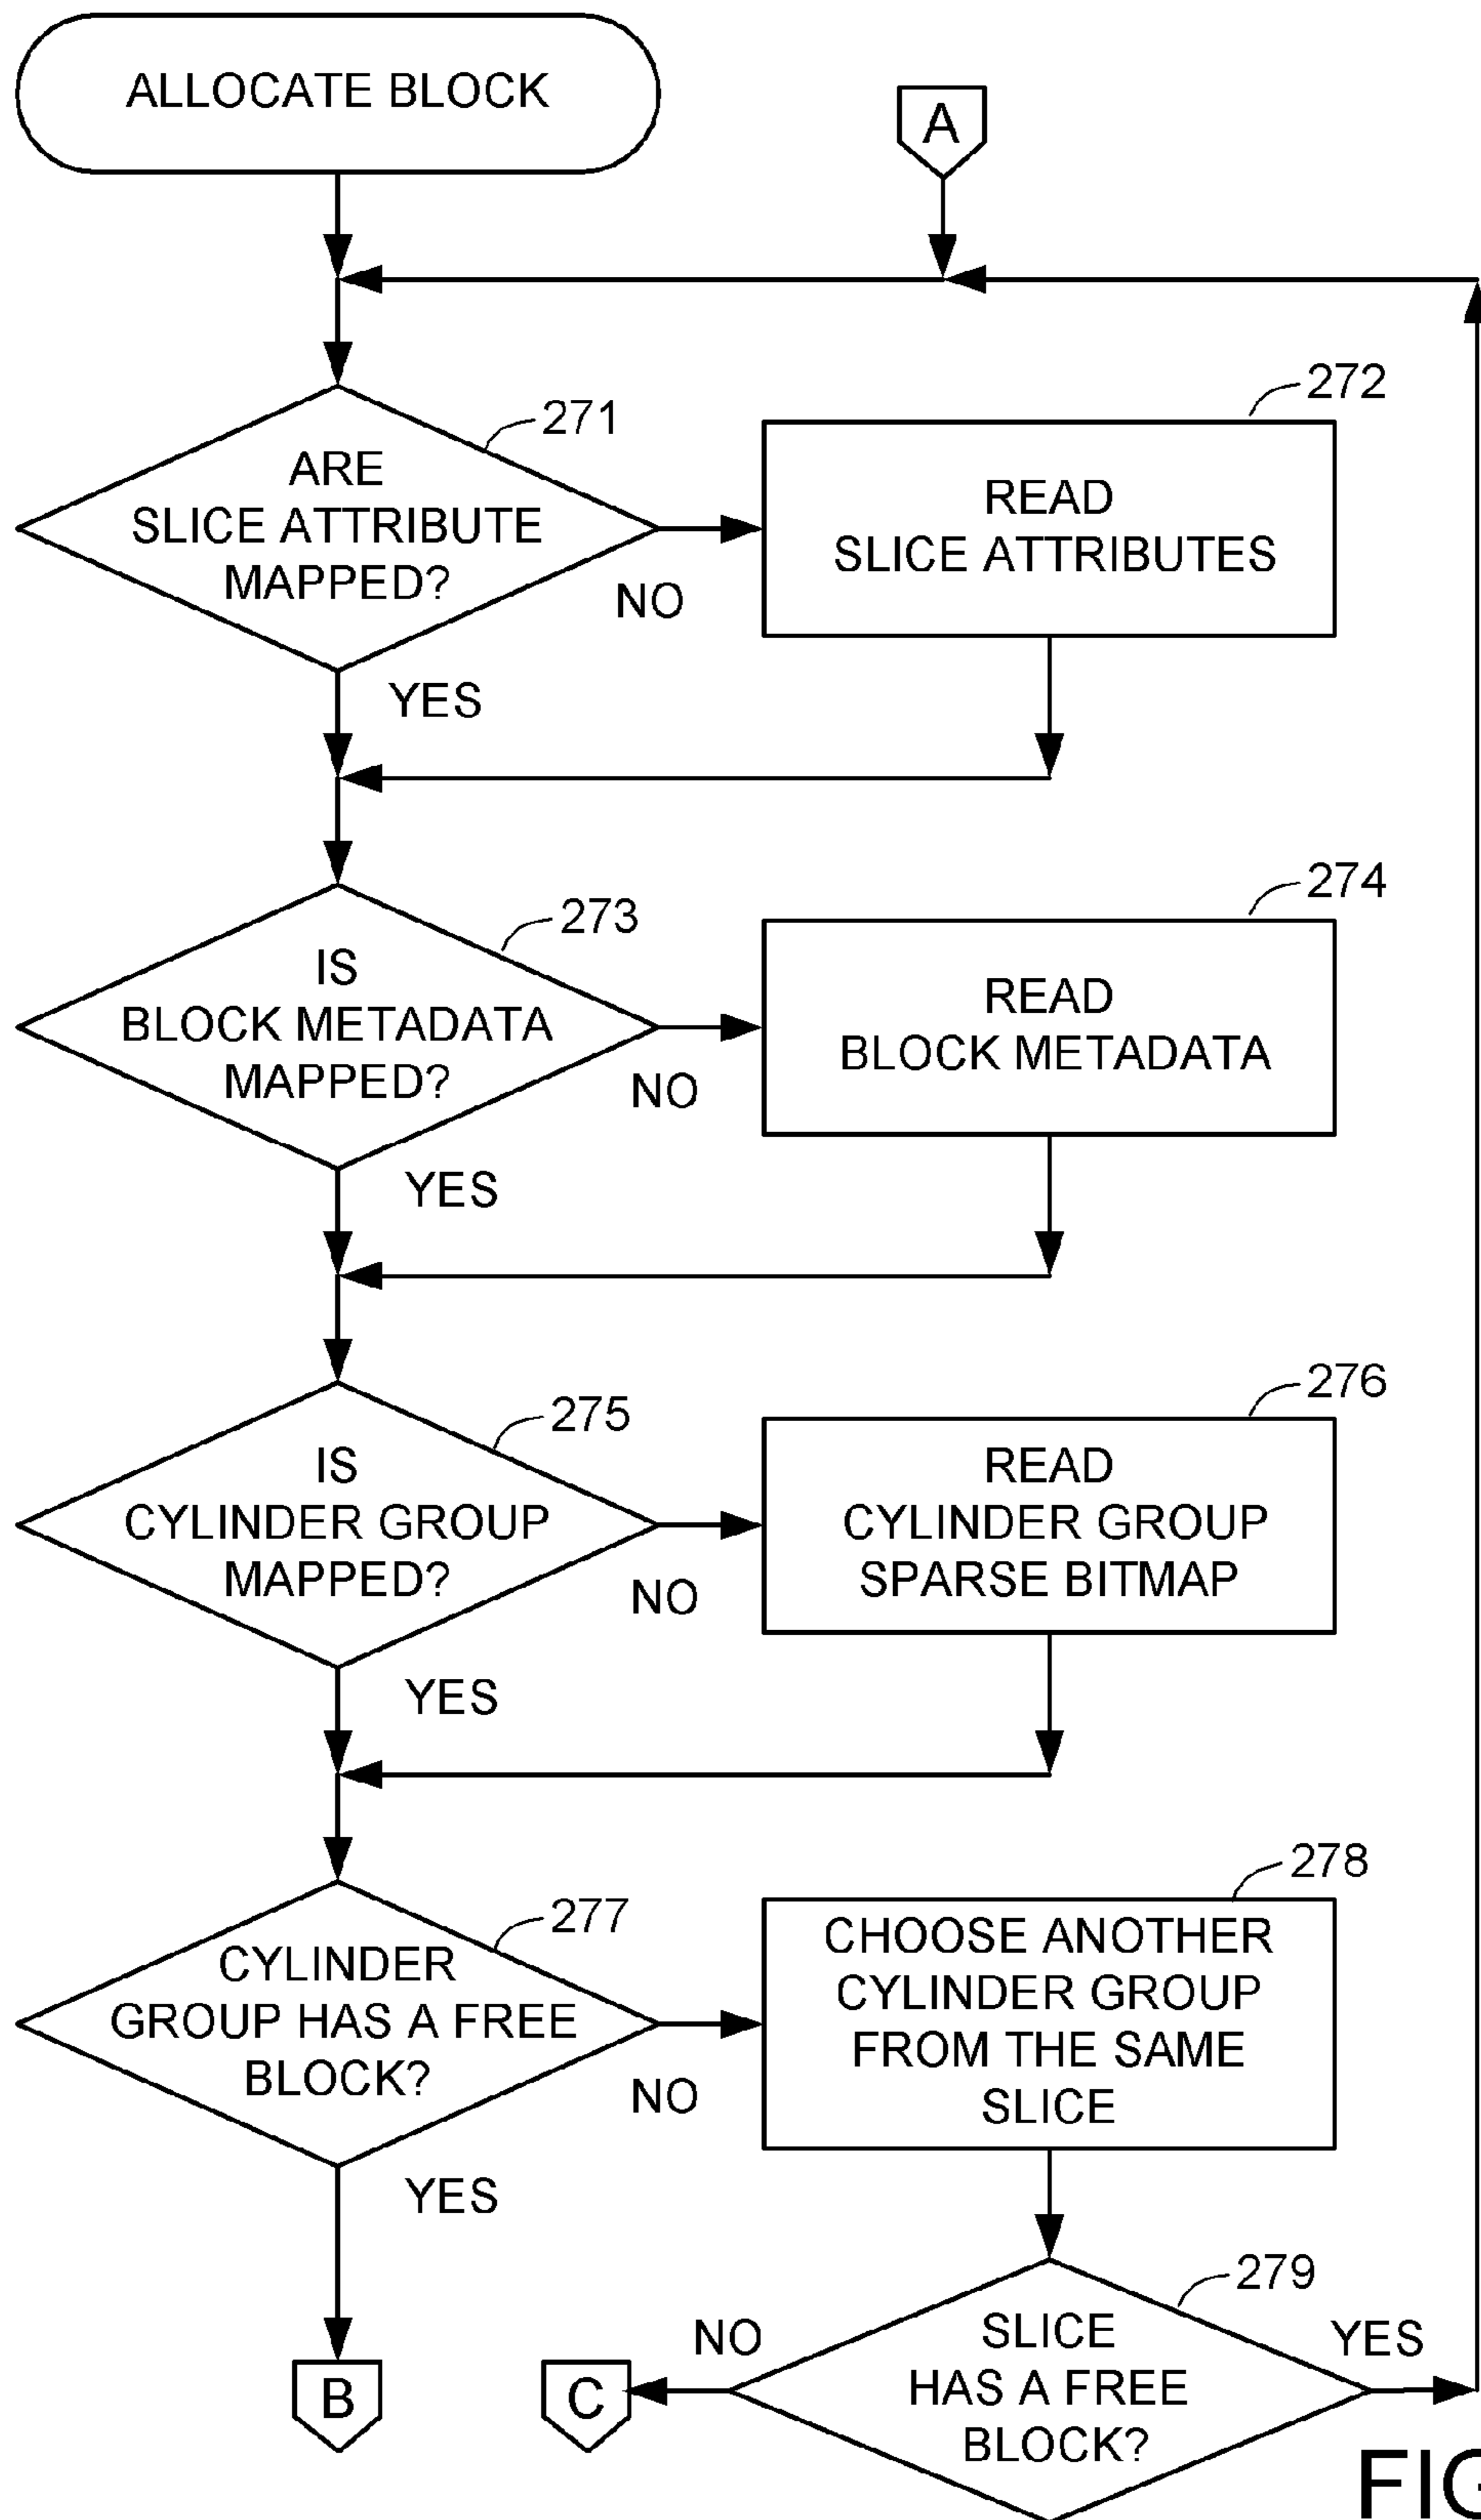 ALLOCATE BLOCK
A
271
ARE
SLICE ATTRIBUTE
MAPPED?
NO
YES
272
READ
SLICE ATTRIBUTES
273
IS
BLOCK METADATA
MAPPED?
NO
YES
274
READ
BLOCK METADATA
275
IS
CYLINDER GROUP
MAPPED?
NO
YES
276
READ
CYLINDER GROUP
SPARSE BITMAP
277
CYLINDER
GROUP HAS A FREE
BLOCK?
NO
YES
278
CHOOSE ANOTHER
CYLINDER GROUP
FROM THE SAME
SLICE
279
SLICE
HAS A FREE
BLOCK?
NO
YES
B
C